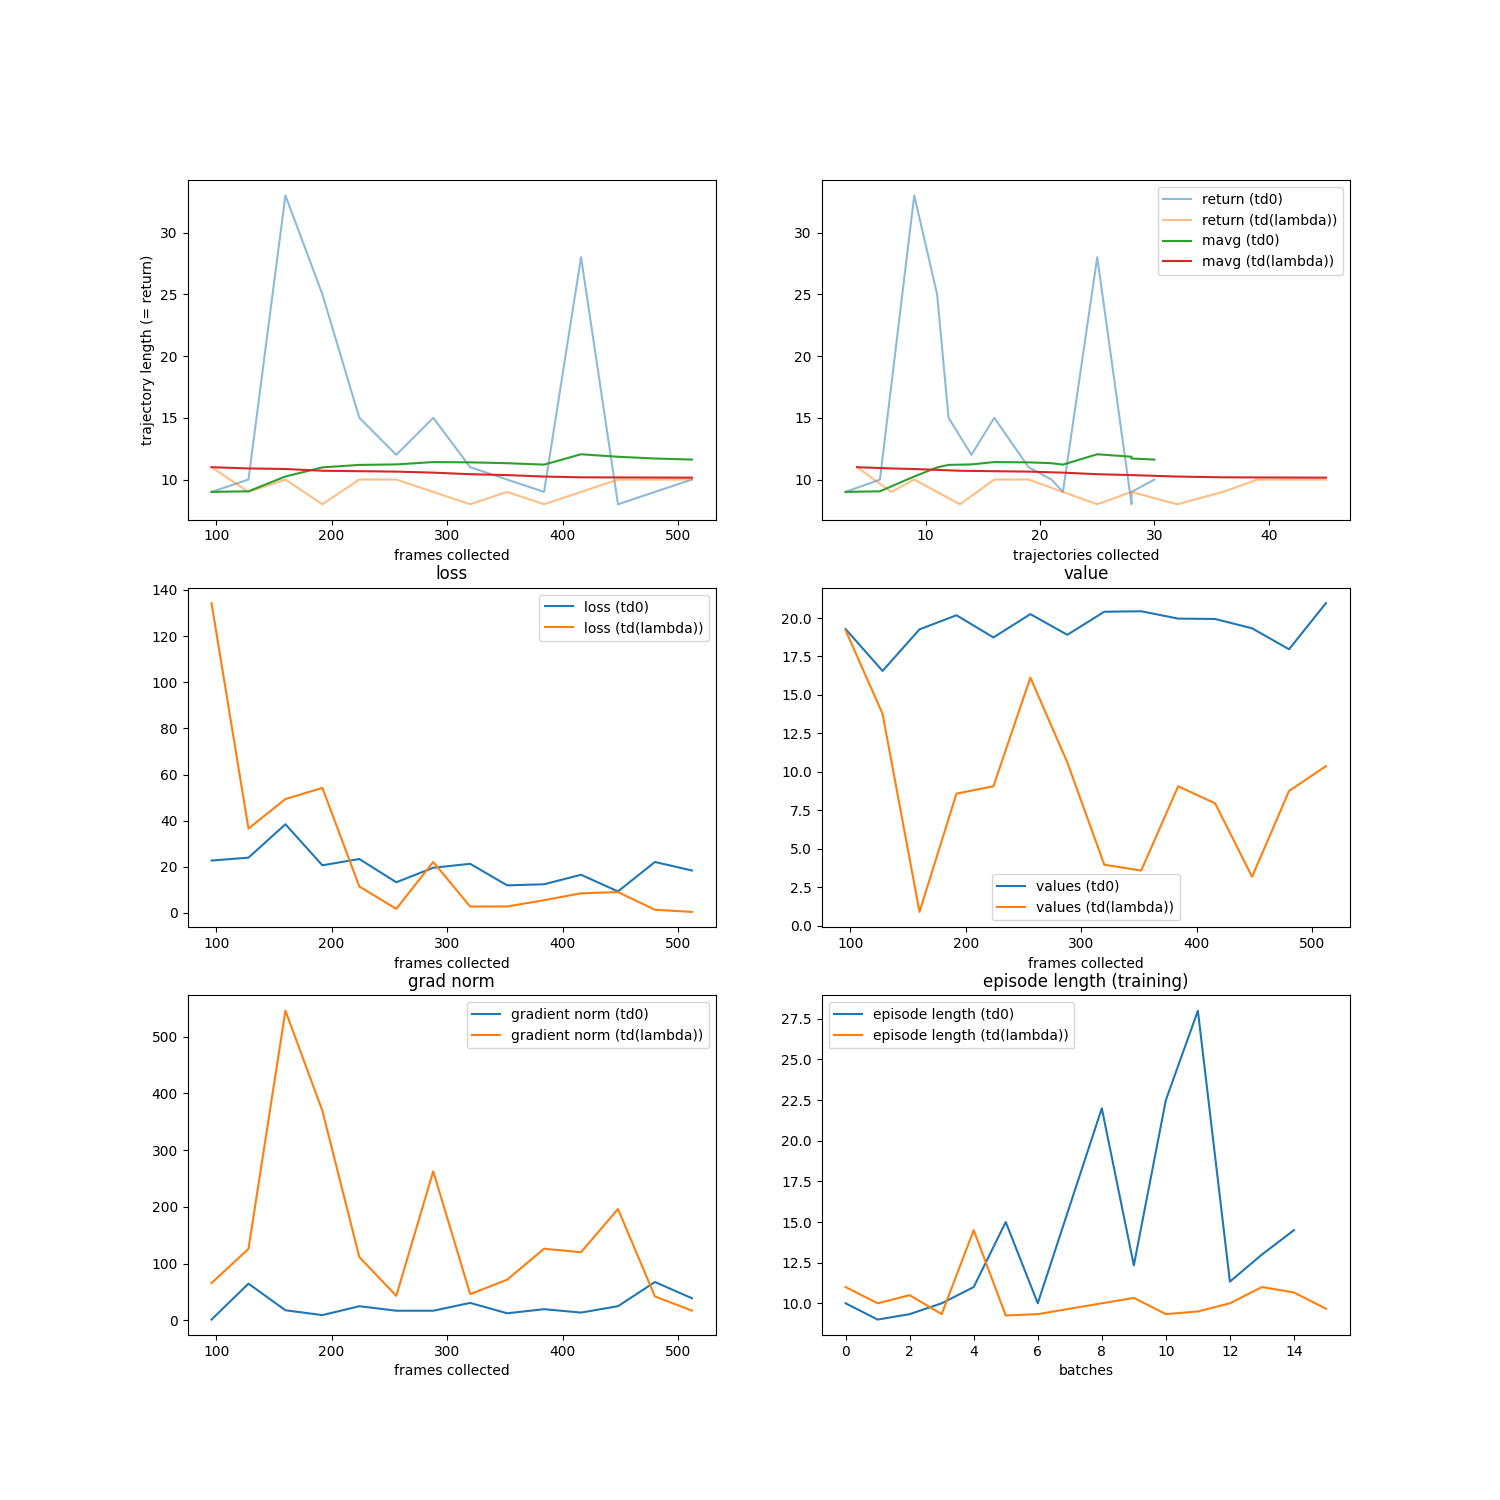 trajectory length (= return)
30
25
20
15
10
100 200 300 400 500
frames collected
return (td0)
return (td(lambda))
mavg (td0)
mavg (td(lambda))
30
25
20
15
10
10 20 30 40
trajectories collected
loss
loss (td0)
loss (td(lambda))
140
120
100
80
60
40
20
0
100 200 300 400 500
frames collected
value
20.0
17.5
15.0
12.5
10.0
7.5
5.0
2.5
0.0
values (td0)
values (td(lambda))
100 200 300 400 500
frames collected
grad norm
gradient norm (td0)
gradient norm (td(lambda))
500
400
300
200
100
0
100 200 300 400 500
frames collected
episode length (training)
episode length (td0)
episode length (td(lambda))
27.5
25.0
22.5
20.0
17.5
15.0
12.5
10.0
0 2 4 6 8 10 12 14
batches